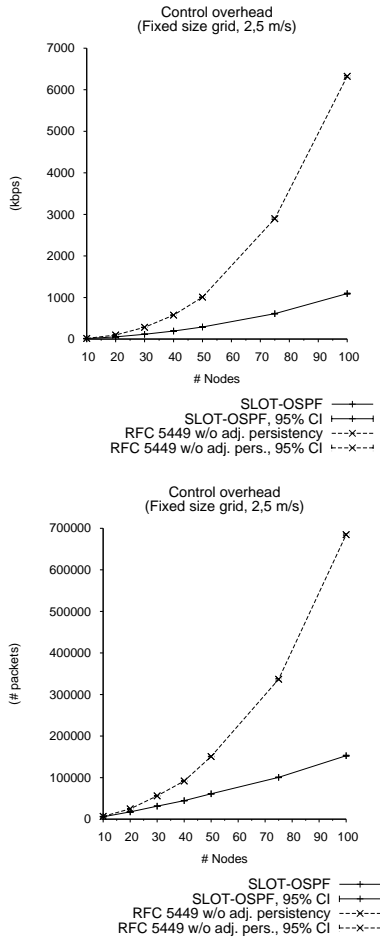 Control overhead
(Fixed size grid, 2,5 m/s)
7000
6000
5000
4000
3000
2000
1000
0
(kbps)
10 20 30 40 50 60 70 80 90 100
# Nodes
SLOT-OSPF
SLOT-OSPF, 95% CI
RFC 5449 w/o adj. persistency
RFC 5449 w/o adj. pers., 95% CI
Control overhead
(Fixed size grid, 2,5 m/s)
700000
600000
500000
400000
300000
200000
100000
0
(# packets)
10 20 30 40 50 60 70 80 90 100
# Nodes
SLOT-OSPF
SLOT-OSPF, 95% CI
RFC 5449 w/o adj. persistency
RFC 5449 w/o adj. pers., 95% CI